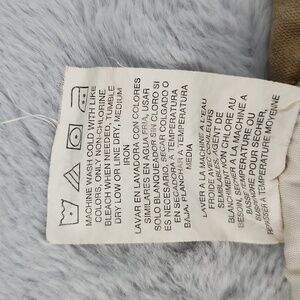 MACHINE WASH COLD WITH LIKE
COLORS, ONLY NON-CHLORINE
BLEACH WHEN NEEDED, TUMBLE
DRY LOW OR LINE DRY, MEDIUM
IRON
LAVAR EN LAVADORA CON COLORES
SIMILARES EN AGUA FRIA, USAR
SOLO BLANQUEADOR SIN CLORO SI
ES NECESARIO, SECAR COLGADO O
EN SECADORA A TEMPERATURA
BAJA, PLANCHAR A TEMPERATURA
MEDIA
LAVER A LA MACHINE A L'EAU
FROIDE AVEC COULEURS
SEMBLABLES, AGENT DE
BLANCHIMENT SANS CHLORE AU
BESOIN, SECHER A LA MACHINE A
BASSE TEMPERATURE OU
SUSPENDRE POUR SECHER,
REPASSER A TEMPERATURE MOYENNE